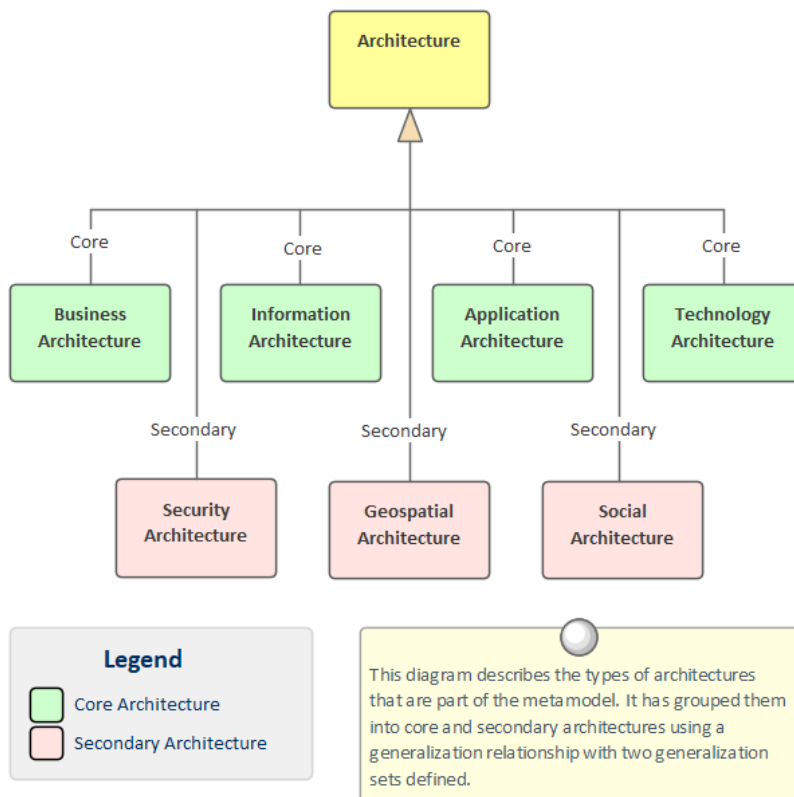 Architecture
Core
Core
Core
Core
Business
Architecture
Information
Architecture
Application
Architecture
Technology
Architecture
Secondary
Secondary
Secondary
Security
Architecture
Geospatial
Architecture
Social
Architecture
Legend
Core Architecture
Secondary Architecture
This diagram describes the types of architectures
that are part of the metamodel. It has grouped them
into core and secondary architectures using a
generalization relationship with two generalization
sets defined.